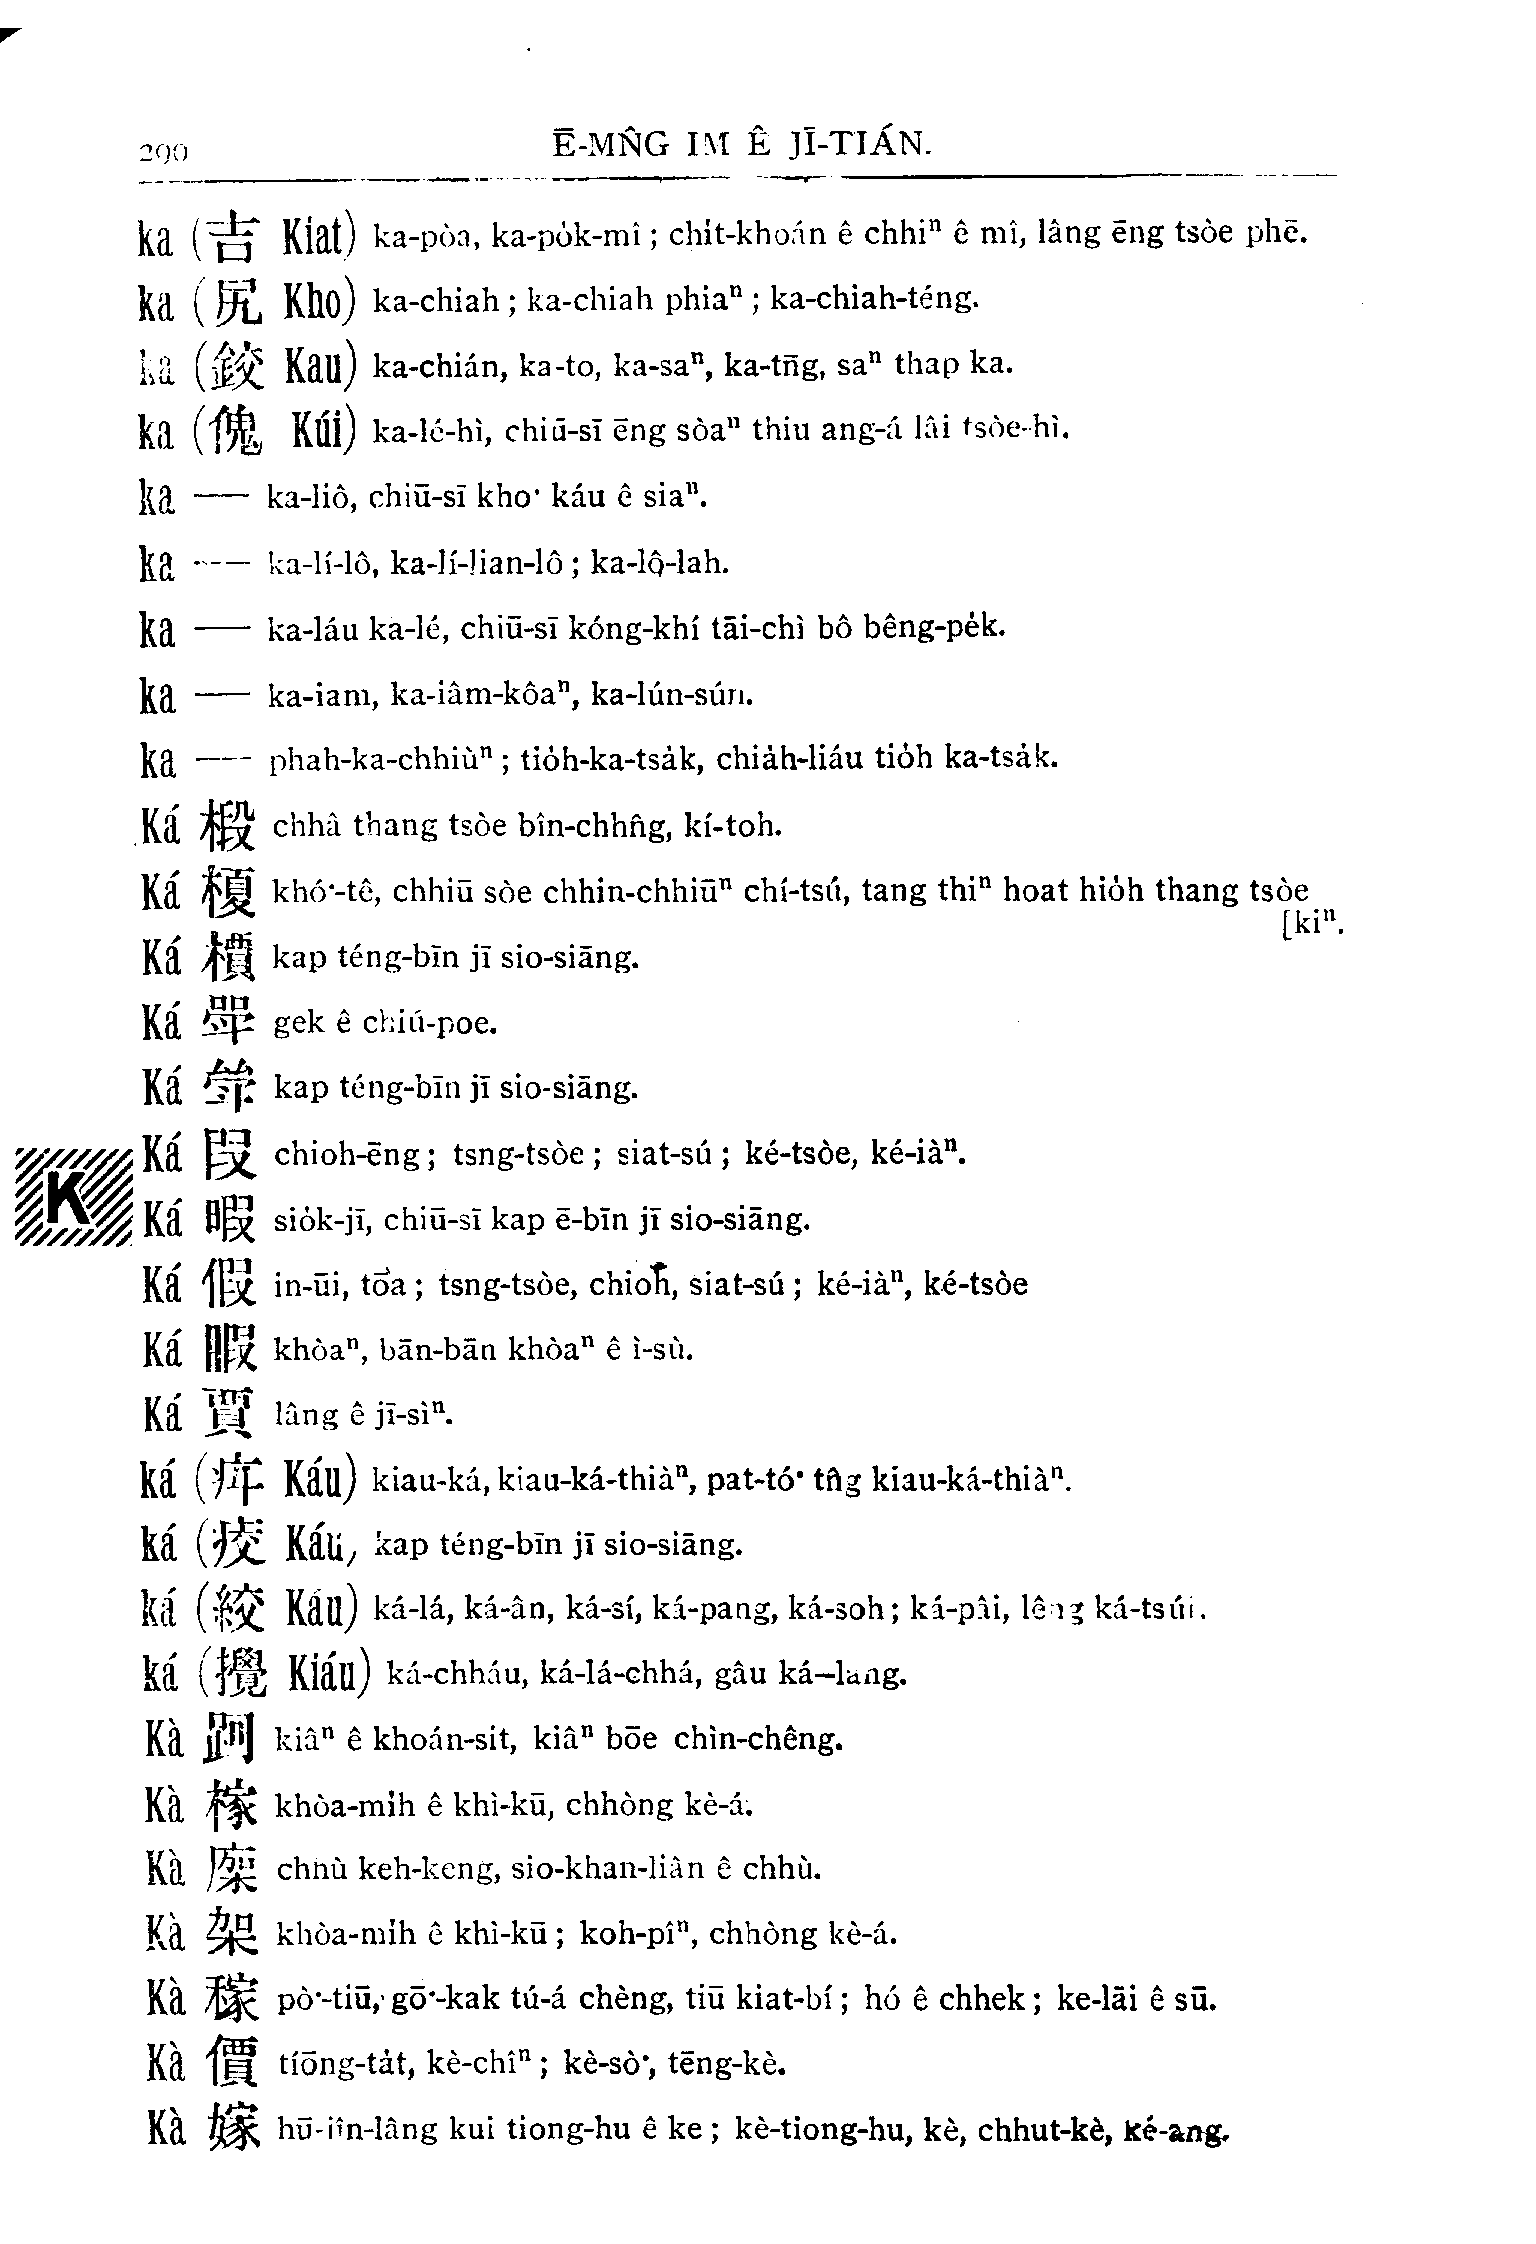 290 Ē-MN̂G IM Ê JĪ-TIÁN.
ka (吉 Kiat) ka-pòa, ka-po̍k-mî; chi̍t-khoán ê chhiⁿ ê mî, lâng ēng tsòe phē.
ka (尻 Kho) ka-chiah; ka-chiah phiaⁿ; ka-chiah-téng.
ka (鉸 Kau) ka-chián, ka-to, ka-saⁿ, ka-tn̄g, saⁿ thap ka.
ka (傀 Kúi) ka-lé-hì, chiū-sī ēng sòaⁿ thiu ang-á lâi tsòe-hì.
ka — ka-liô, chiū-sī kho͘ káu ê siaⁿ.
ka — ka-lí-lô, ka-lí-lian-lô; ka-lô͘-lah.
ka — ka-láu ka-lé, chiū-sī kóng-khí tāi-chì bô bêng-pe̍k.
ka — ka-iam, ka-iâm-kôaⁿ, ka-lún-sún.
ka — phah-ka-chhiùⁿ; tio̍h-ka-tsa̍k, chia̍h-liáu tio̍h ka-tsa̍k.
Ká 椴 chhâ thang tsòe bîn-chhn̂g, kí-toh.
Ká 榎 khó͘-tê, chhiū sòe chhin-chhiūⁿ chí-tsú, tang thiⁿ hoat hio̍h thang tsòe
[kiⁿ.
Ká 檟 kap téng-bīn jī sio-siāng.
Ká 斝 gek ê chiú-poe.
Ká kap téng-bīn jī sio-siāng.
Ká 叚 chioh-ēng; tsng-tsòe; siat-sú; ké-tsòe, ké-iàⁿ.
Ká 暇 sio̍k-jī, chiū-sī kap ē-bīn jī sio-siāng.
Ká 假 in-ūi, tōa; tsng-tsòe, chioh, siat-sú; ké-iàⁿ, ké-tsòe
Ká 睱 khòaⁿ, bān-bān khòaⁿ ê ì-sù.
Ká 賈 lâng ê jī-sìⁿ.
ká (Káu) kiau-ká, kiau-ká-thiàⁿ, pat-tó͘ tn̂g kiau-ká-thiàⁿ.
ká (㽱 Káu) kap téng-bīn jī sio-siāng.
ká (絞 Káu) ká-lá, ká-ân, ká-sí, ká-pang, ká-soh; ká-pâi, lêng ká-tsúi.
ká (攪 Kiáu) ká-chháu, ká-lá-chhá, gâu ká—lang.
Kà 䟰 kiâⁿ ê khoán-sit, kiâⁿ bōe chìn-chêng.
Kà 榢 khòa-mi̍h ê khì-kū, chhòng kè-á.
Kà chhù keh-keng, sio-khan-liân ê chhù.
Kà 架 khòa-mi̍h ê khì-kū; koh-pîⁿ, chhòng kè-á.
Kà 稼 pò͘-tiū, gō͘-kak tú-á chèng, tiū kiat-bí; hó ê chhek; ke-lāi ê sū.
Kà 價 tíōng-ta̍t, kè-chîⁿ; kè-sò͘, tēng-kè.
Kà 嫁 hū-jîn-lâng kui tiong-hu ê ke; kè-tiong-hu, kè, chhut-kè, ké-ang.
K